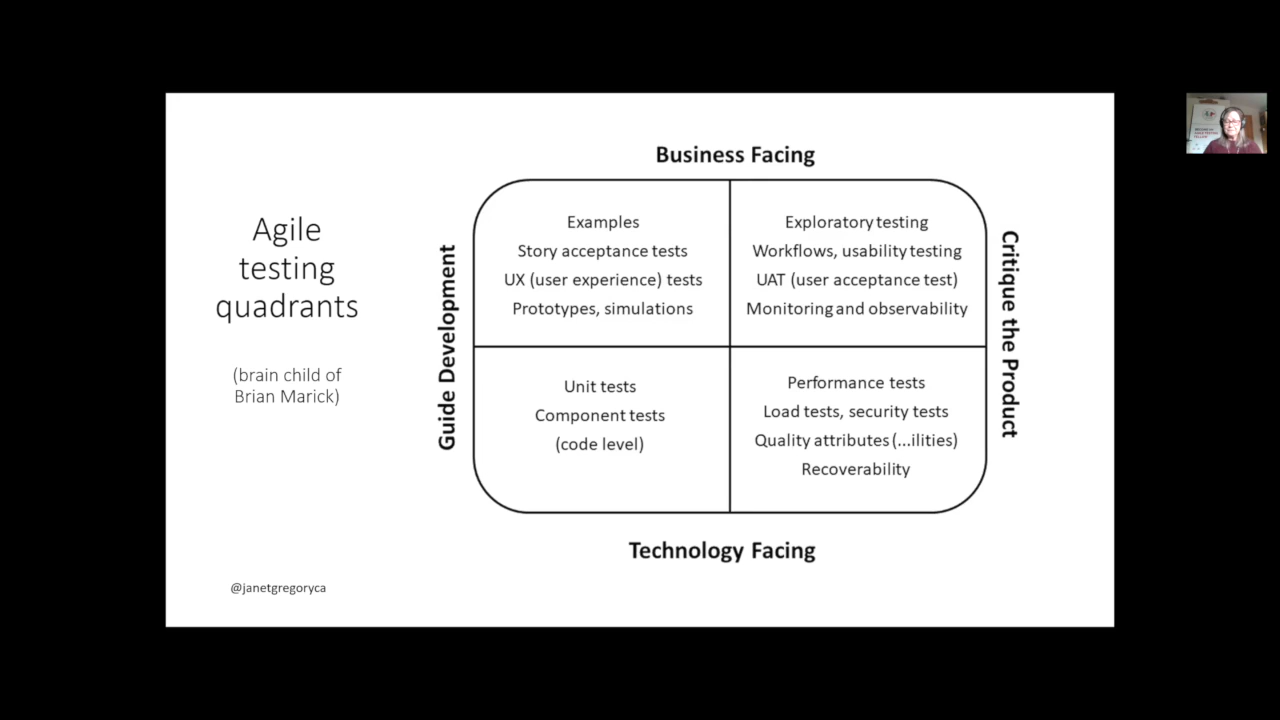 Agile
testing
quadrants
(brain child of
Brian Marick)
@janetgregoryca
Business Facing
Guide Development
Examples
Story acceptance tests
UX (user experience) tests
Prototypes, simulations
Exploratory testing
Workflows, usability testing
UAT (user acceptance test)
Monitoring and observability
Critique the Product
Unit tests
Component tests
(code level)
Performance tests
Load tests, security tests
Quality attributes (...ilities)
Recoverability
Technology Facing